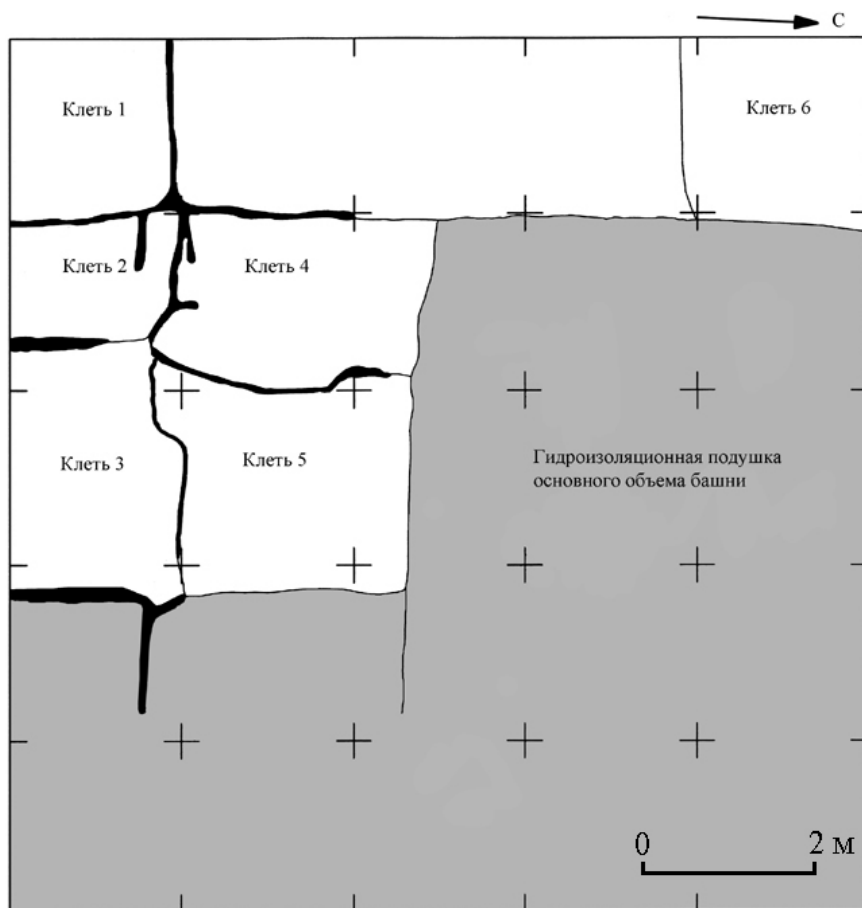 С
Клеть 1
Клеть 6
Клеть 2
Клеть 4
Клеть 3
Клеть 5
Гидроизоляционная подушка
основного объема башни
0 2 м